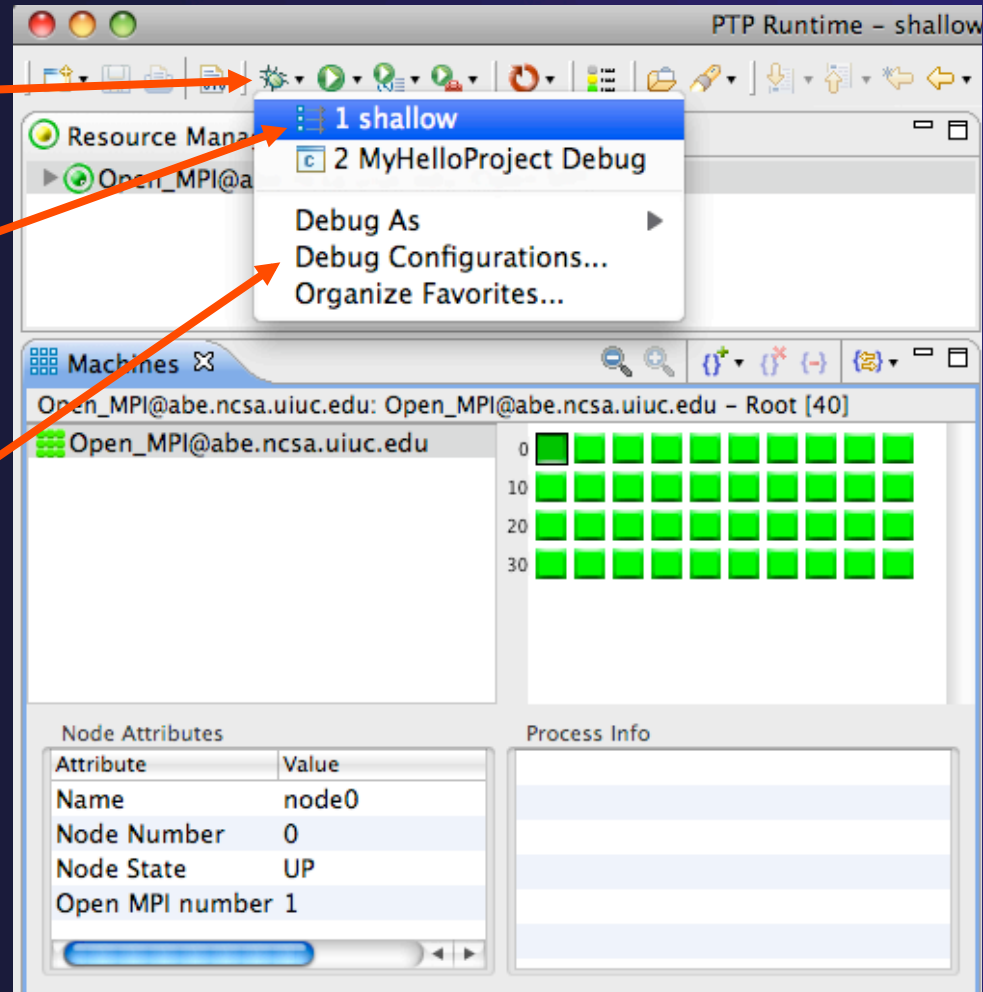 PTP Runtime – shallow
1 shallow
Resource Mana
2 MyHelloProject Debug
Open_MPI@a
Debug As
Debug Configurations...
Organize Favorites...
Machines
Open_MPI@abe.ncsa.uiuc.edu: Open_MPI@abe.ncsa.uiuc.edu – Root [40]
Open_MPI@abe.ncsa.uiuc.edu
0
10
20
30
Node Attributes
Process Info
Attribute Value
Name node0
Node Number 0
Node State UP
Open MPI number 1